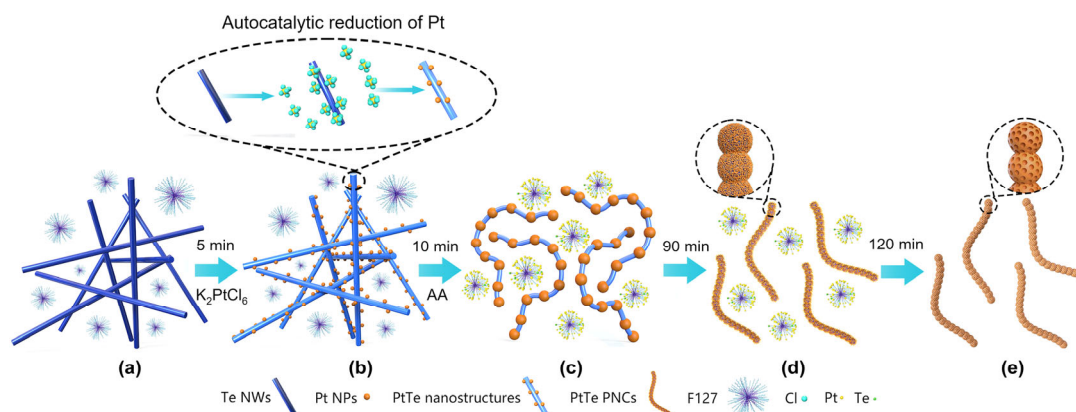 Autocatalytic reduction of Pt
5 min
K₂PtCl₆
10 min
AA
90 min
120 min
(a)
(b)
(c)
(d)
(e)
Te NWs
Pt NPs
PtTe nanostructures
PtTe PNCs
F127
Cl
Pt
Te